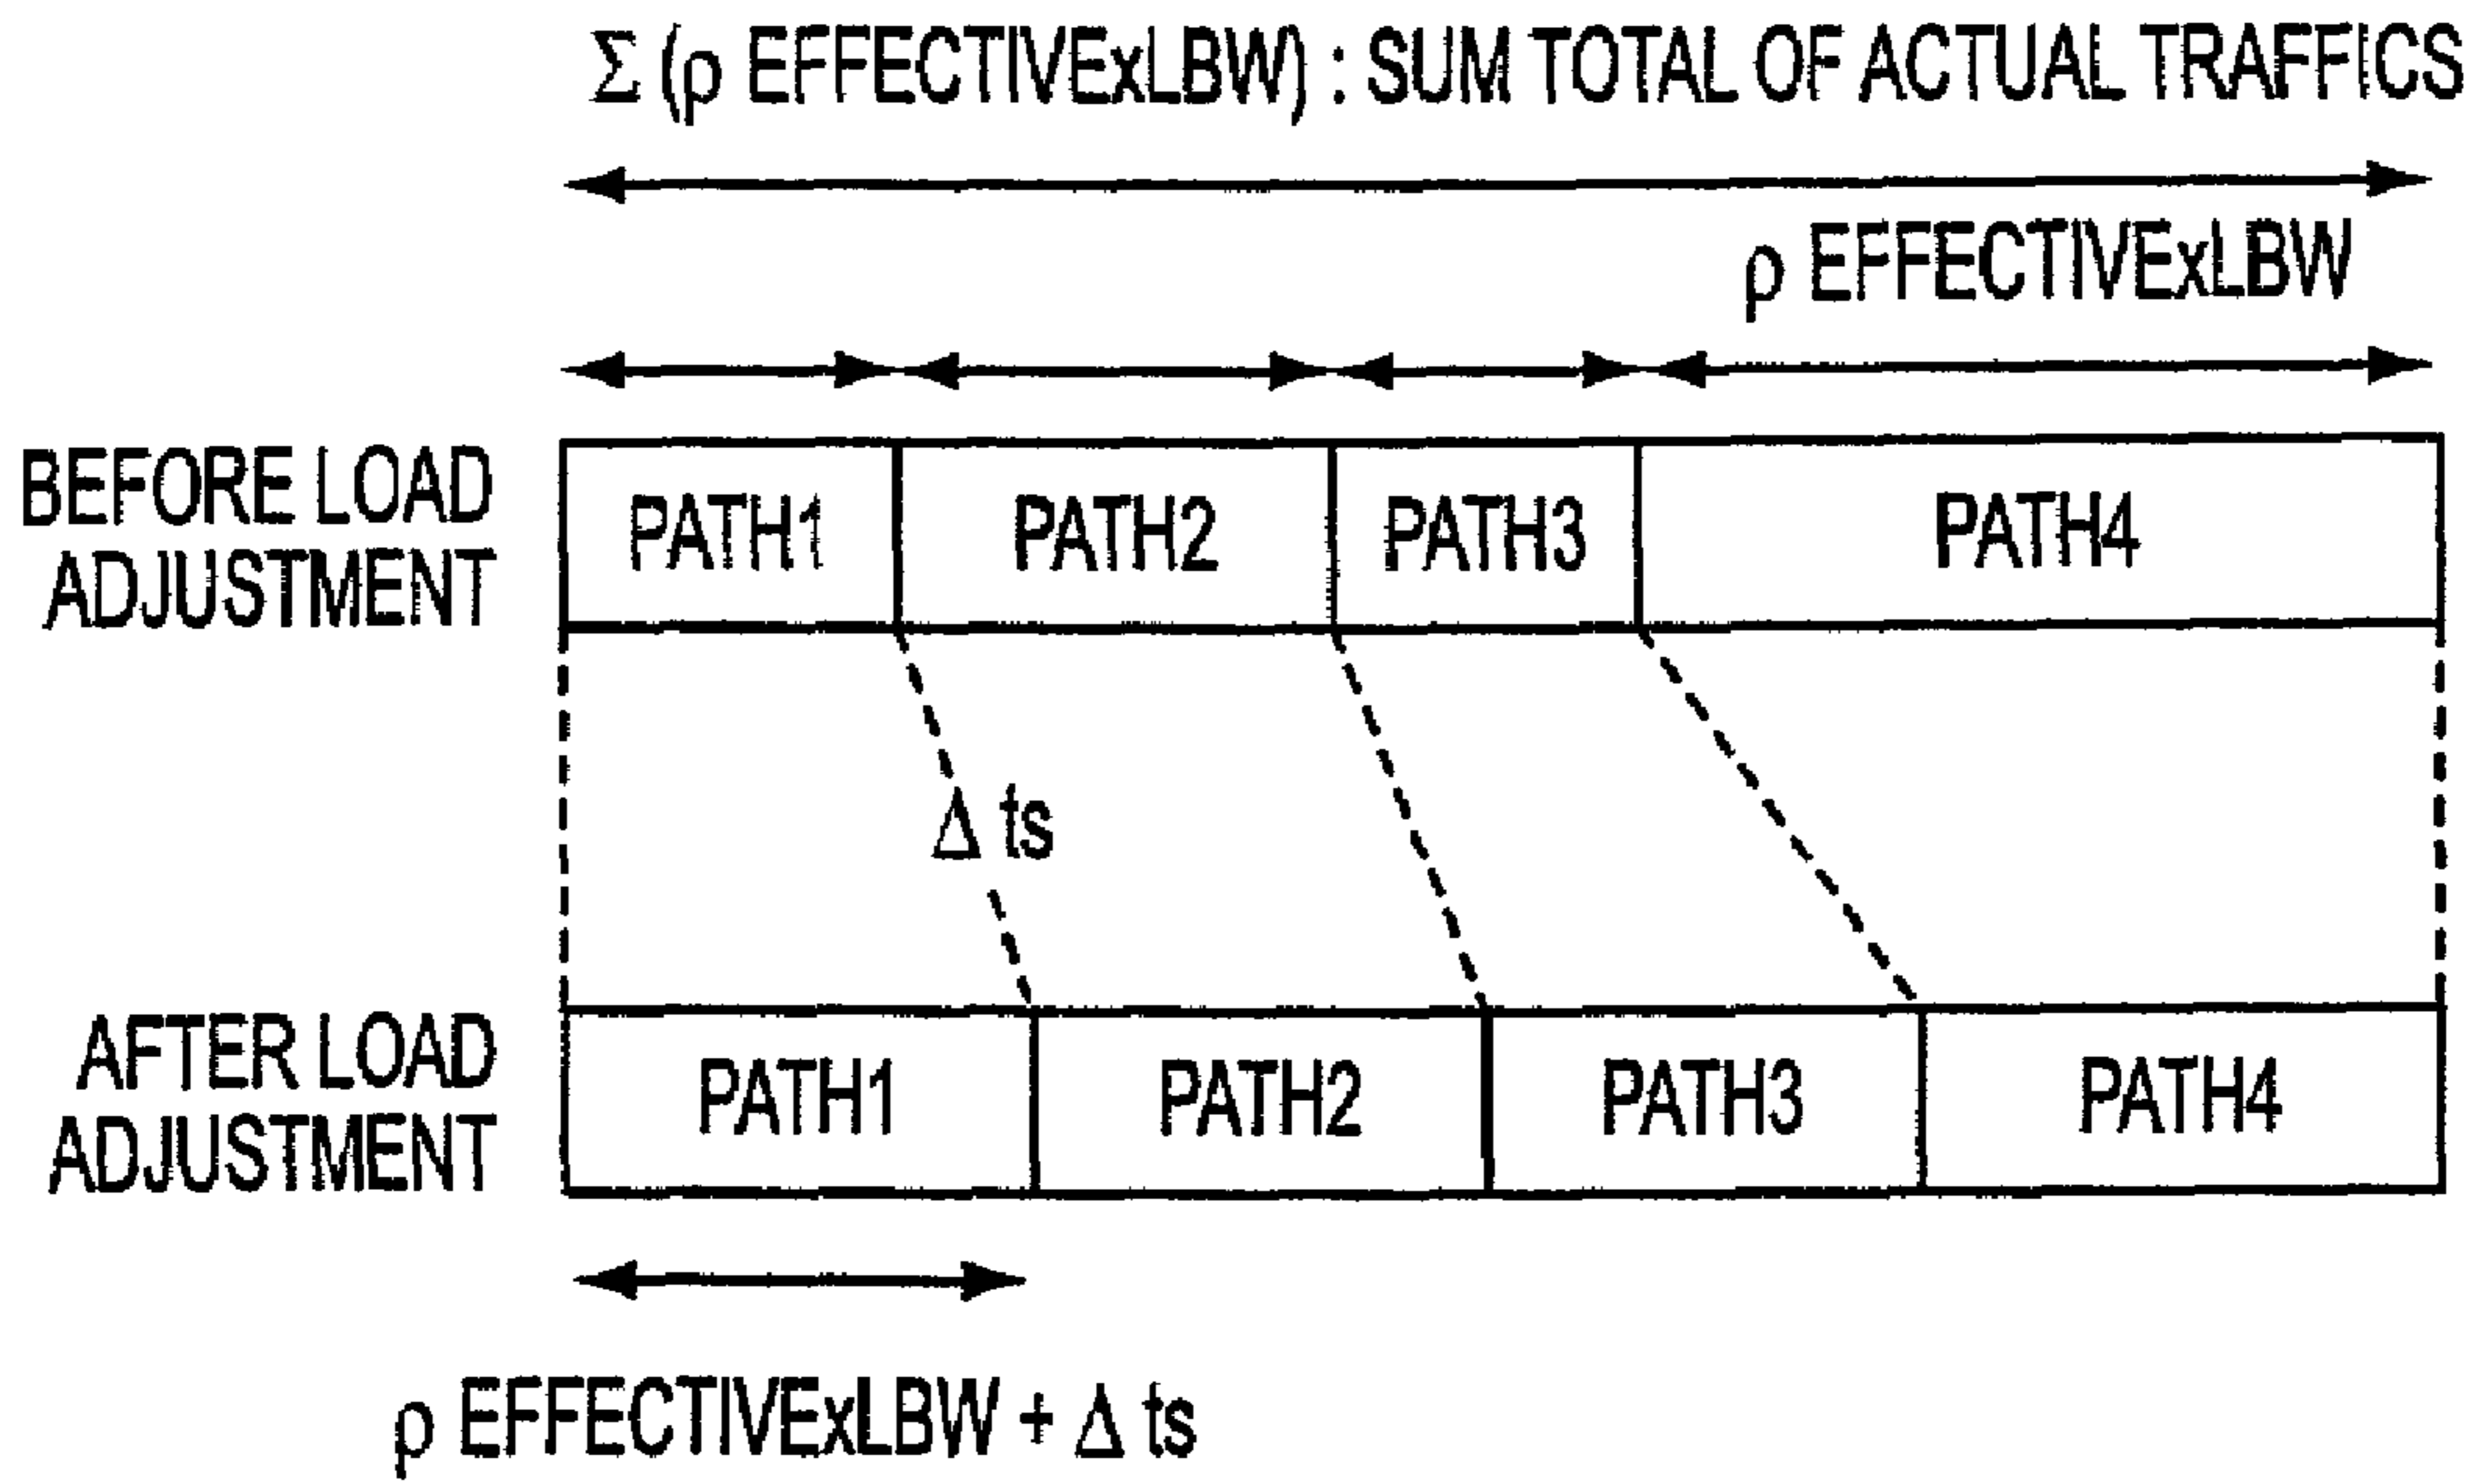 Σ (ρ EFFECTIVExLBW) : SUM TOTAL OF ACTUAL TRAFFICS
ρ EFFECTIVExLBW
BEFORE LOAD
ADJUSTMENT
PATH1
PATH2
PATH3
PATH4
Δ ts
AFTER LOAD
ADJUSTMENT
PATH1
PATH2
PATH3
PATH4
ρ EFFECTIVExLBW + Δ ts